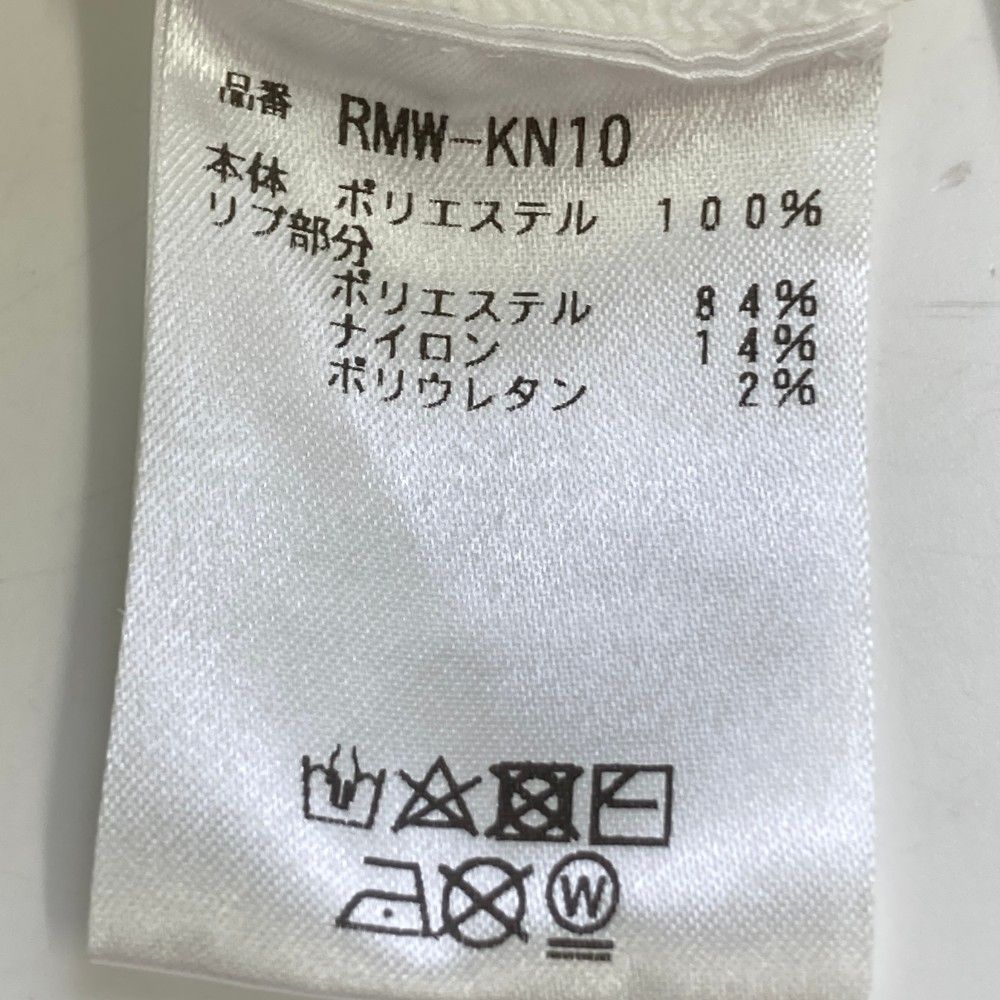 品番 RMW-KN10
本体 ポリエステル 100%
リブ部分
ポリエステル 84%
ナイロン 14%
ポリウレタン 2%
W